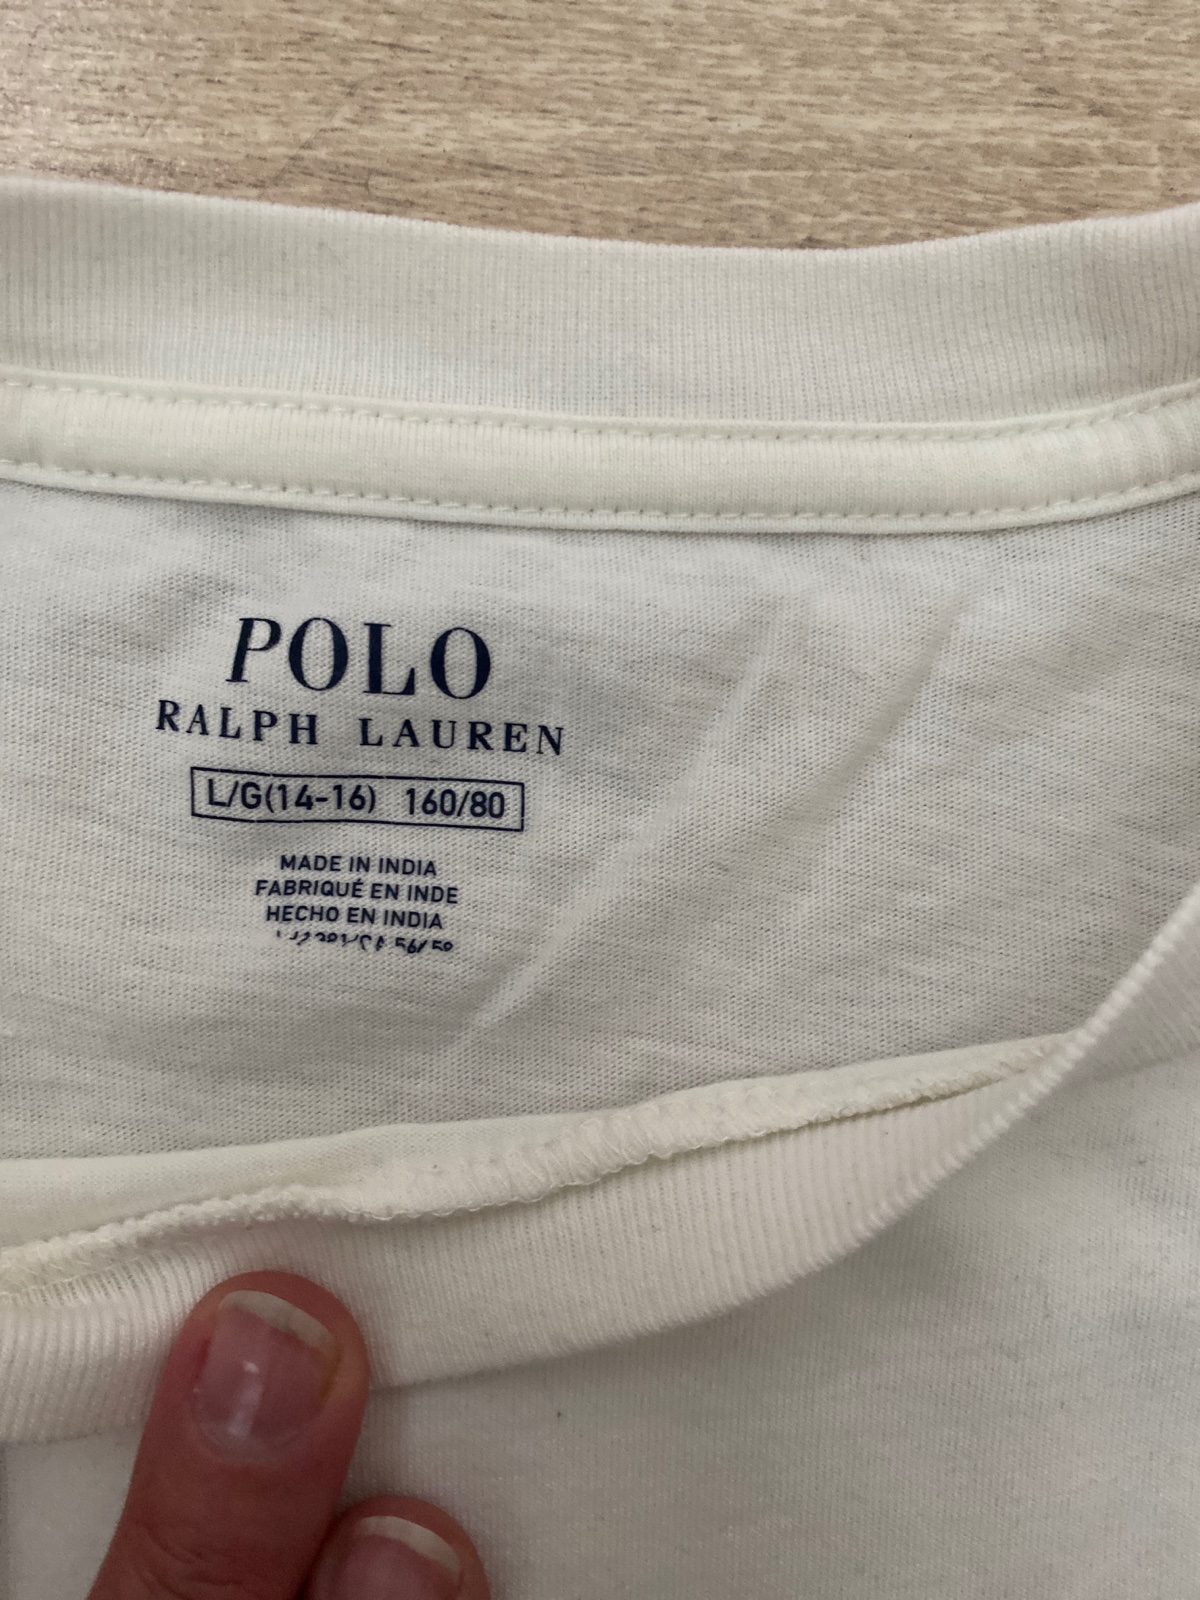 POLO
RALPH LAUREN
L/G(14-16) 160/80
MADE IN INDIA
FABRIQUÉ EN INDE
HECHO EN INDIA